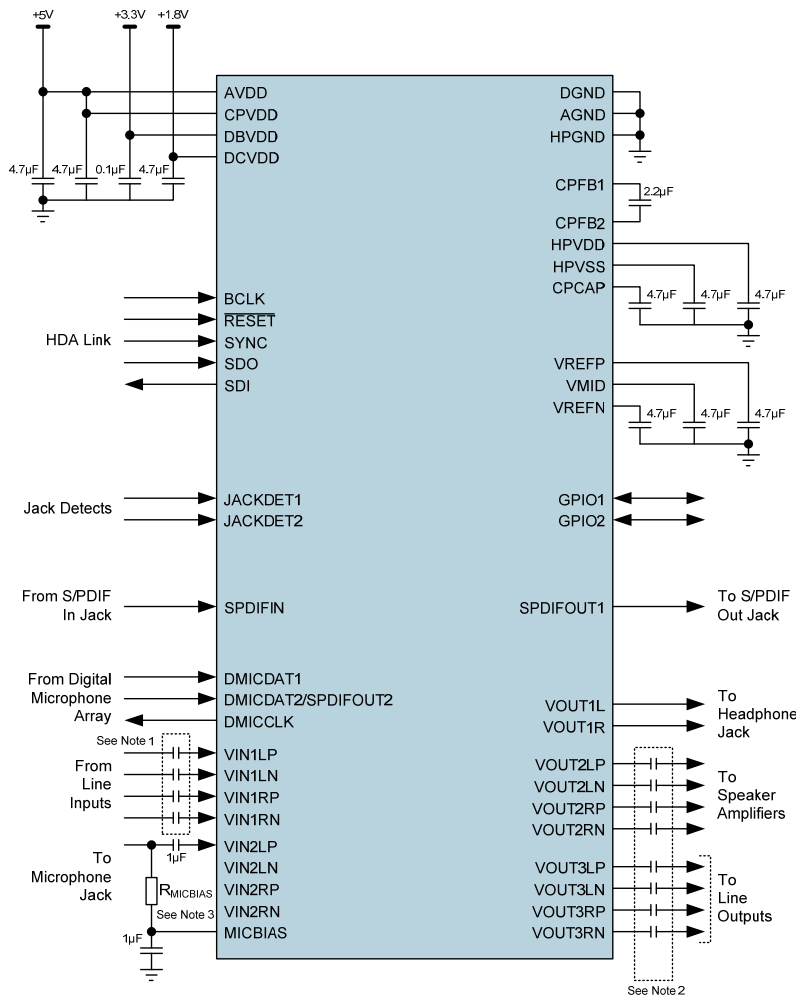 +5V
+3.3V
+1.8V
AVDD
CPVDD
DBVDD
DCVDD
4.7µF
4.7µF
0.1µF
4.7µF
DGND
AGND
HPGND
CPFB1
2.2µF
CPFB2
HPVDD
HPVSS
CPCAP
4.7µF
4.7µF
4.7µF
HDA Link
BCLK
RESET
SYNC
SDO
SDI
VREFP
VMID
VREFN
4.7µF
4.7µF
4.7µF
Jack Detects
JACKDET1
JACKDET2
GPIO1
GPIO2
From S/PDIF
In Jack
SPDIFIN
SPDIFOUT1
To S/PDIF
Out Jack
From Digital
Microphone
Array
DMICDAT1
DMICDAT2/SPDIFOUT2
DMICCLK
VOUT1L
VOUT1R
To
Headphone
Jack
See Note 1
From
Line
Inputs
VIN1LP
VIN1LN
VIN1RP
VIN1RN
VOUT2LP
VOUT2LN
VOUT2RP
VOUT2RN
To
Speaker
Amplifiers
To
Microphone
Jack
1µF
VIN2LP
VIN2LN
VIN2RP
VIN2RN
MICBIAS
RMICBIAS
See Note 3
1µF
VOUT3LP
VOUT3LN
VOUT3RP
VOUT3RN
To
Line
Outputs
See Note 2